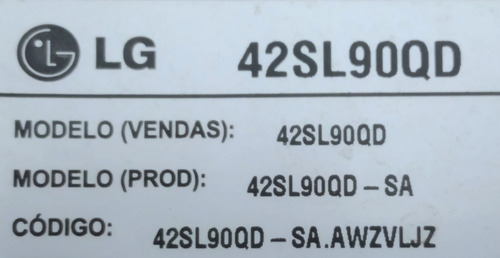 LG 42SL90QD
MODELO (VENDAS): 42SL90QD
MODELO (PROD): 42SL90QD - SA
CÓDIGO: 42SL90QD - SA.AWZVLJZ